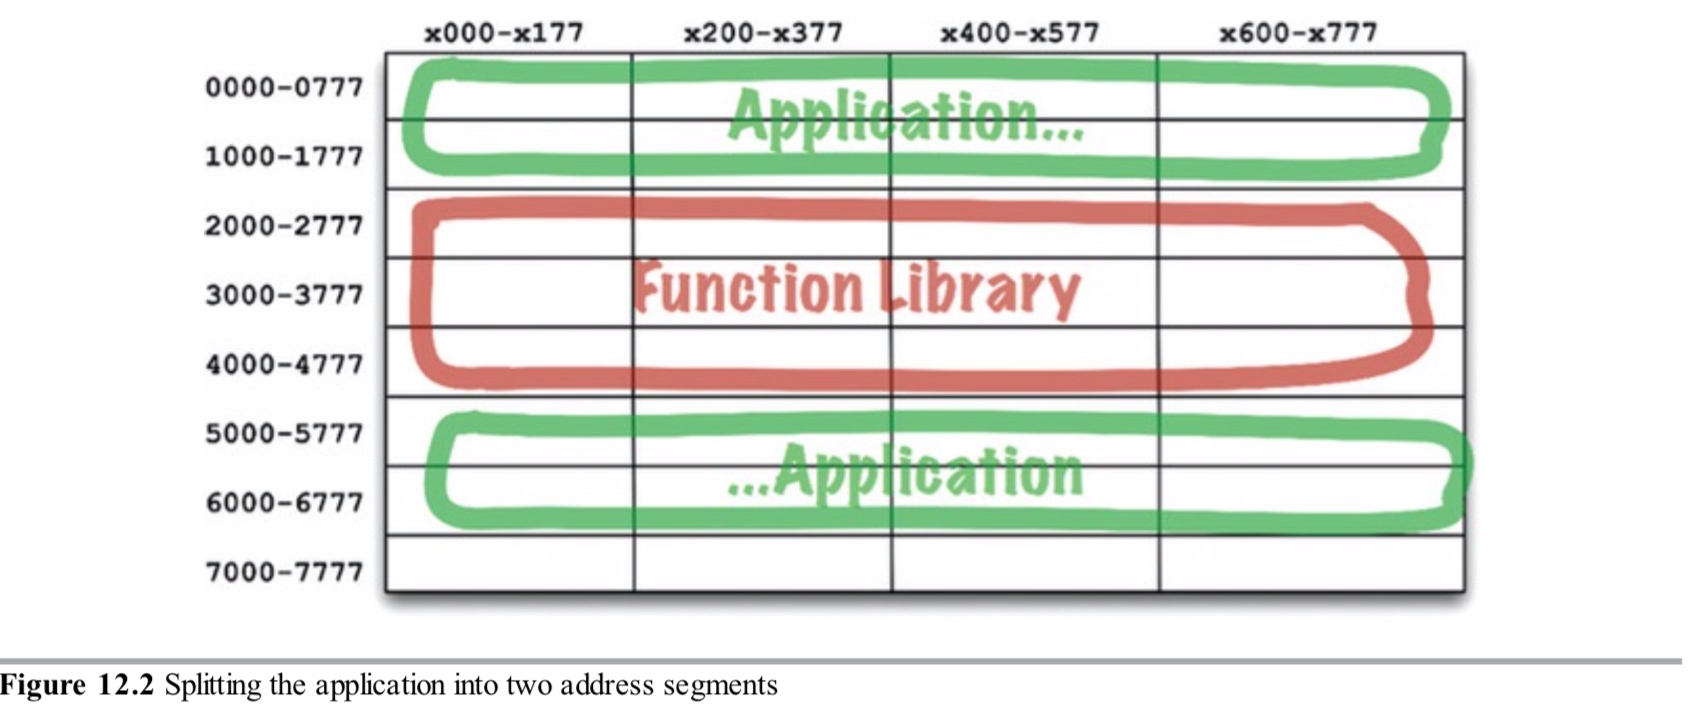 x000-x177 x200-x377 x400-x577 x600-x777
0000-0777
Application...
1000-1777
2000-2777
3000-3777 Function Library
4000-4777
5000-5777
...Application
6000-6777
7000-7777
Figure 12.2 Splitting the application into two address segments